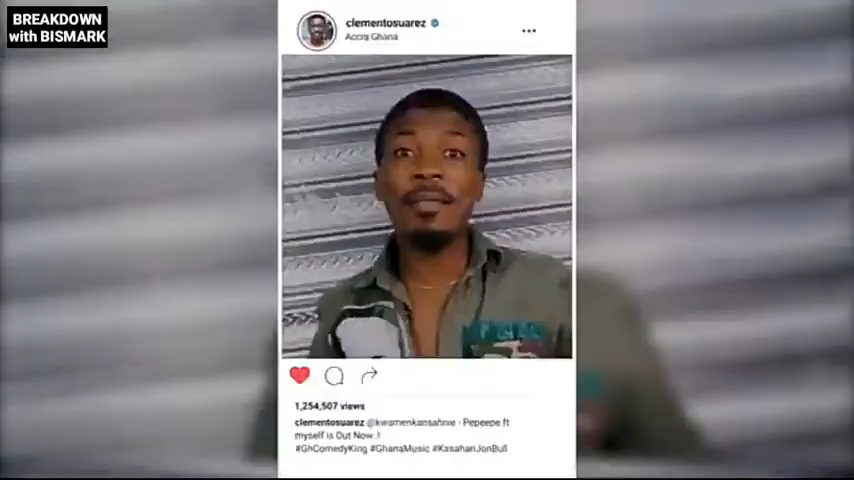 BREAKDOWN
with BISMARK
clementosuarez
Accra Ghana
1,254,507 views
clementosuarez @kwamenkansahnie - Pepeepe ft
myself is Out Now..!
#GhComedyKing #GhanaMusic #KasahariJonBull